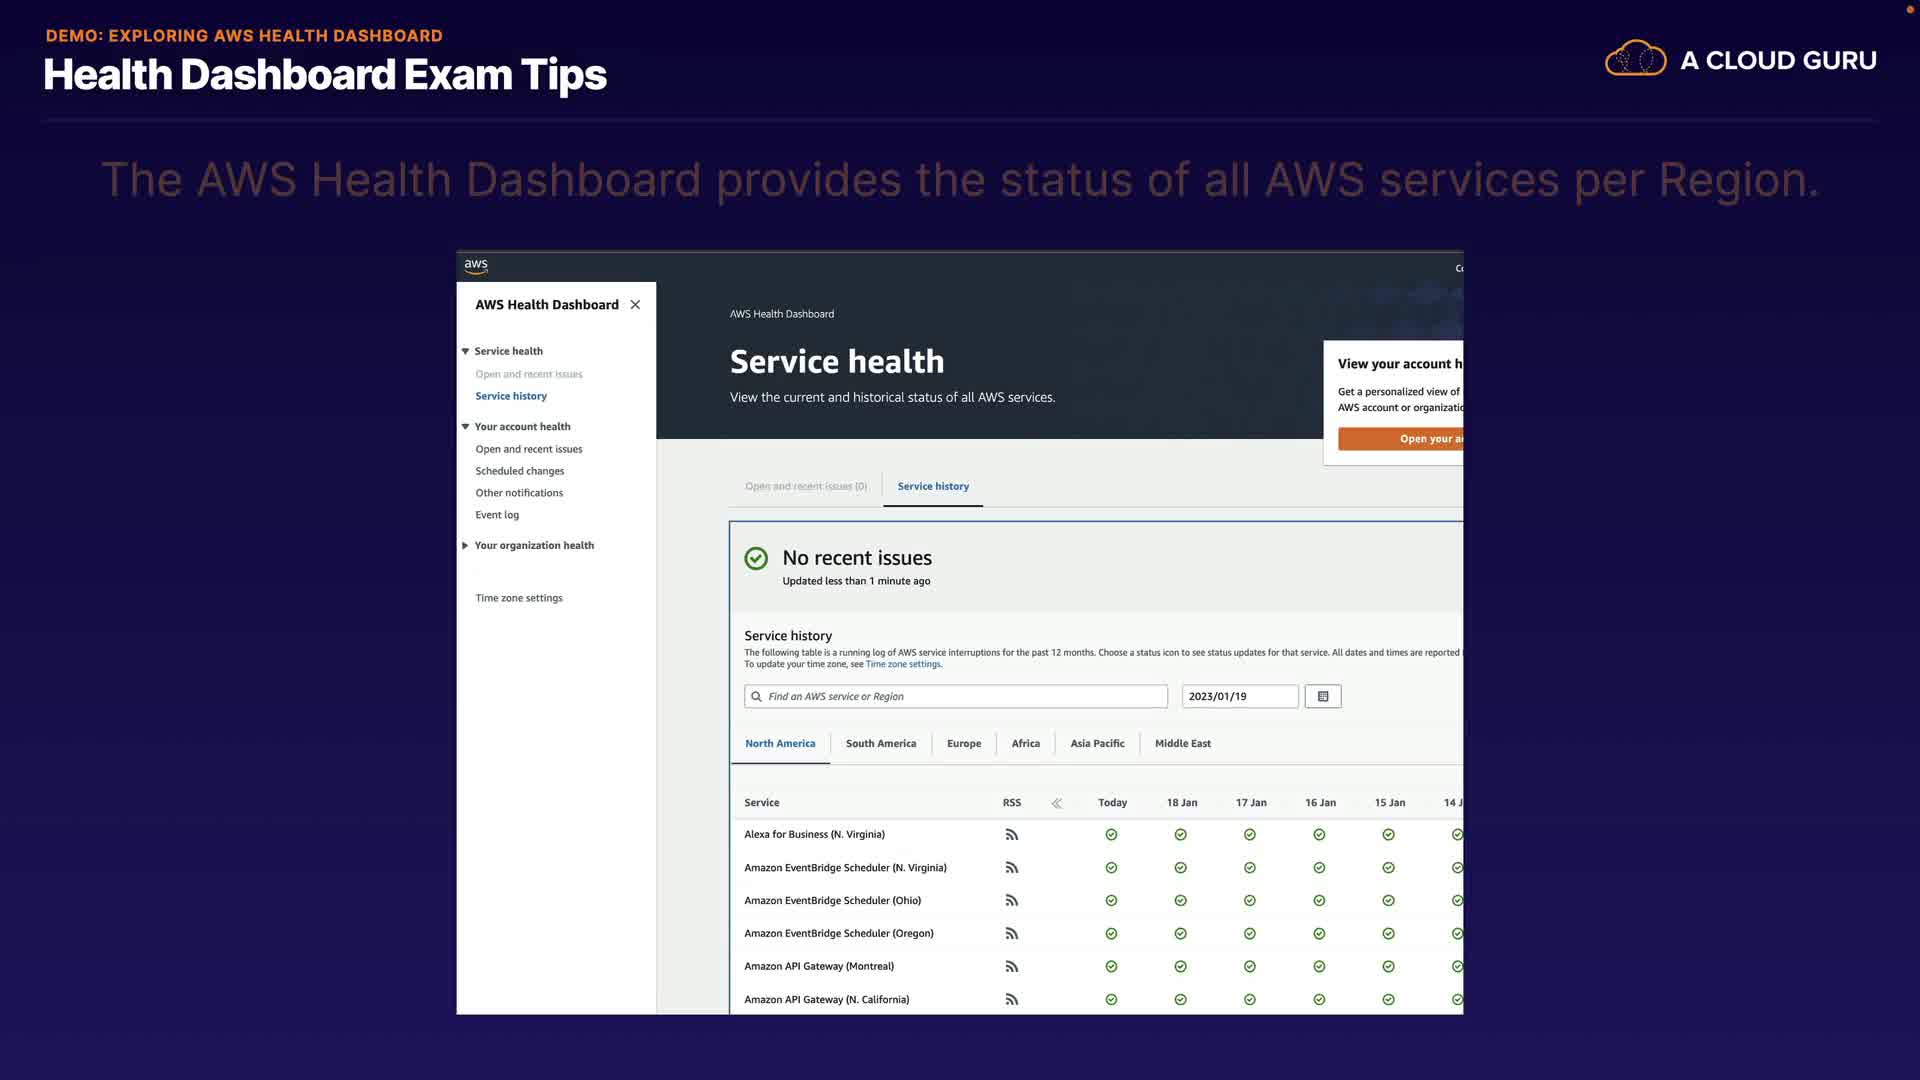 DEMO: EXPLORING AWS HEALTH DASHBOARD
Health Dashboard Exam Tips
A CLOUD GURU
The AWS Health Dashboard provides the status of all AWS services per Region.
aws
AWS Health Dashboard
Service health
Open and recent issues
Service history
Your account health
Open and recent issues
Scheduled changes
Other notifications
Event log
Your organization health
Time zone settings
AWS Health Dashboard
Service health
View the current and historical status of all AWS services.
View your account h
Get a personalized view of
AWS account or organizatio
Open your a
Open and recent issues (0) Service history
No recent issues
Updated less than 1 minute ago
Service history
The following table is a running log of AWS service interruptions for the past 12 months. Choose a status icon to see status updates for that service. All dates and times are reported
To update your time zone, see Time zone settings.
Find an AWS service or Region 2023/01/19
North America South America Europe Africa Asia Pacific Middle East
Service RSS Today 18 Jan 17 Jan 16 Jan 15 Jan 14 J
Alexa for Business (N. Virginia)
Amazon EventBridge Scheduler (N. Virginia)
Amazon EventBridge Scheduler (Ohio)
Amazon EventBridge Scheduler (Oregon)
Amazon API Gateway (Montreal)
Amazon API Gateway (N. California)